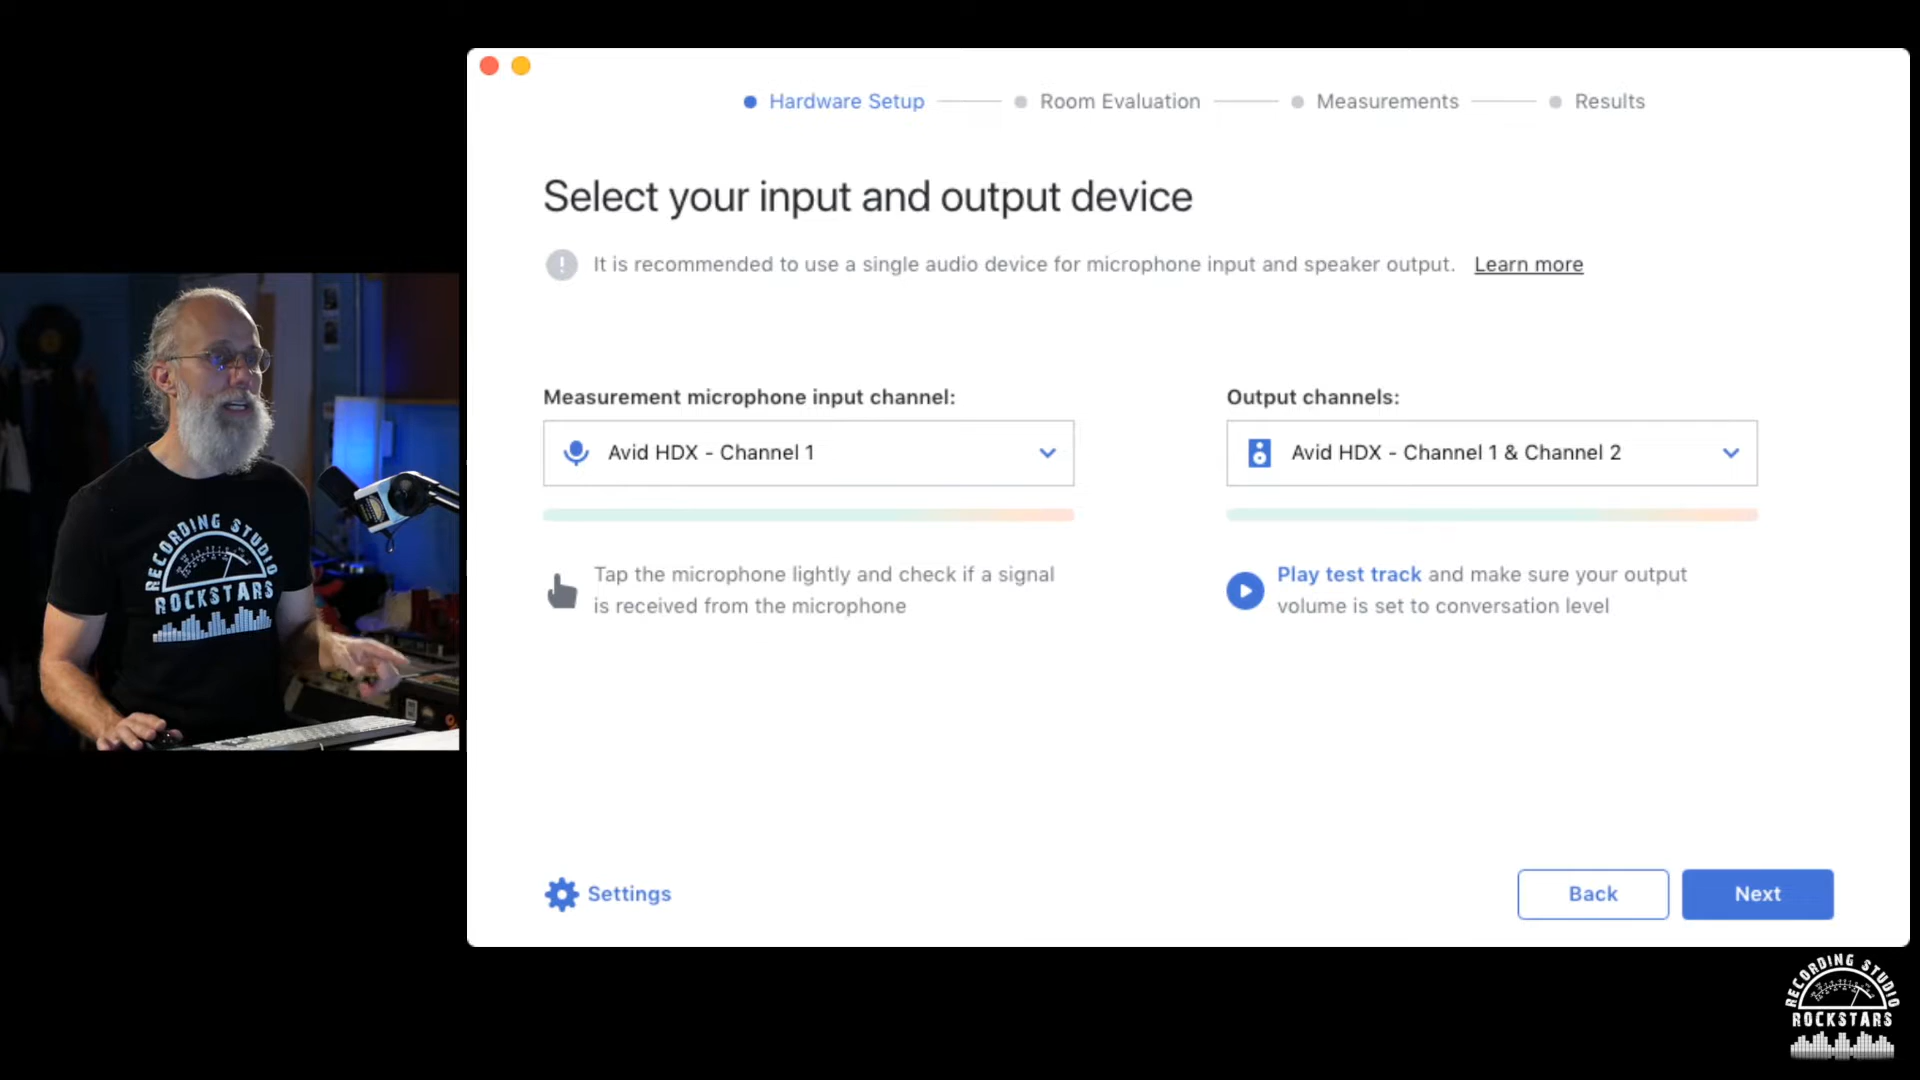 Hardware Setup
Room Evaluation
Measurements
Results
Select your input and output device
! It is recommended to use a single audio device for microphone input and speaker output. Learn more
Measurement microphone input channel:
Avid HDX - Channel 1
Tap the microphone lightly and check if a signal
is received from the microphone
Output channels:
Avid HDX - Channel 1 & Channel 2
Play test track and make sure your output
volume is set to conversation level
Settings
Back
Next
RECORDING STUDIO
ROCKSTARS
RECORDING STUDIO
ROCKSTARS